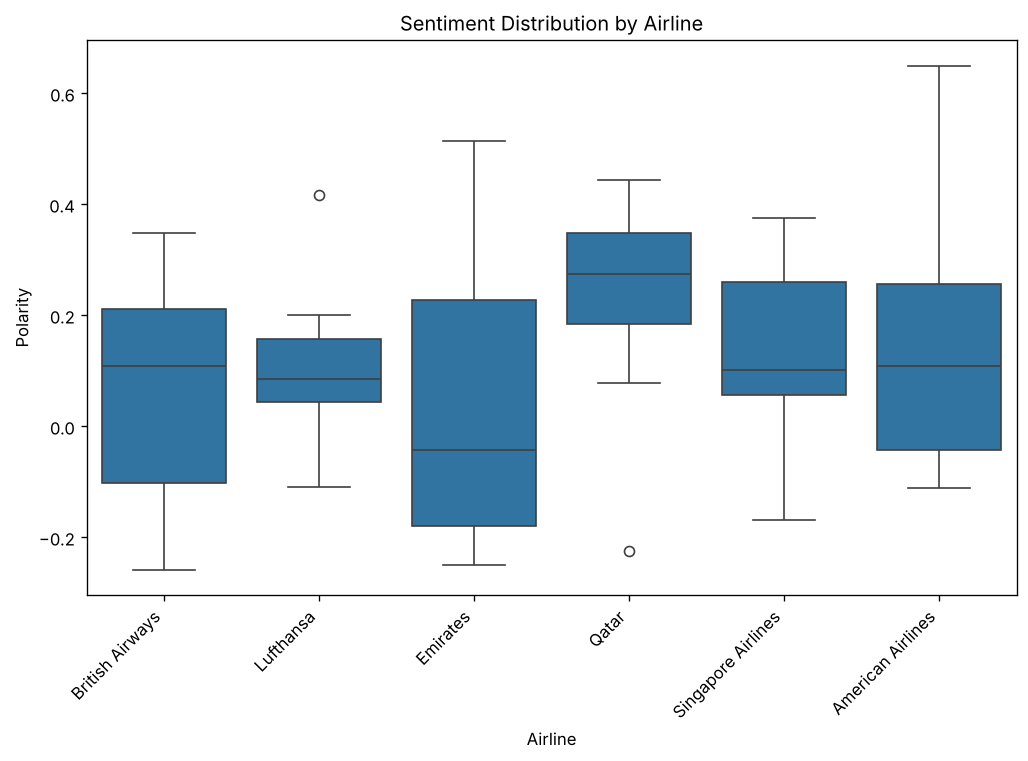 Sentiment Distribution by Airline
Polarity
0.6
0.4
0.2
0.0
−0.2
British Airways
Lufthansa
Emirates
Qatar
Singapore Airlines
American Airlines
Airline